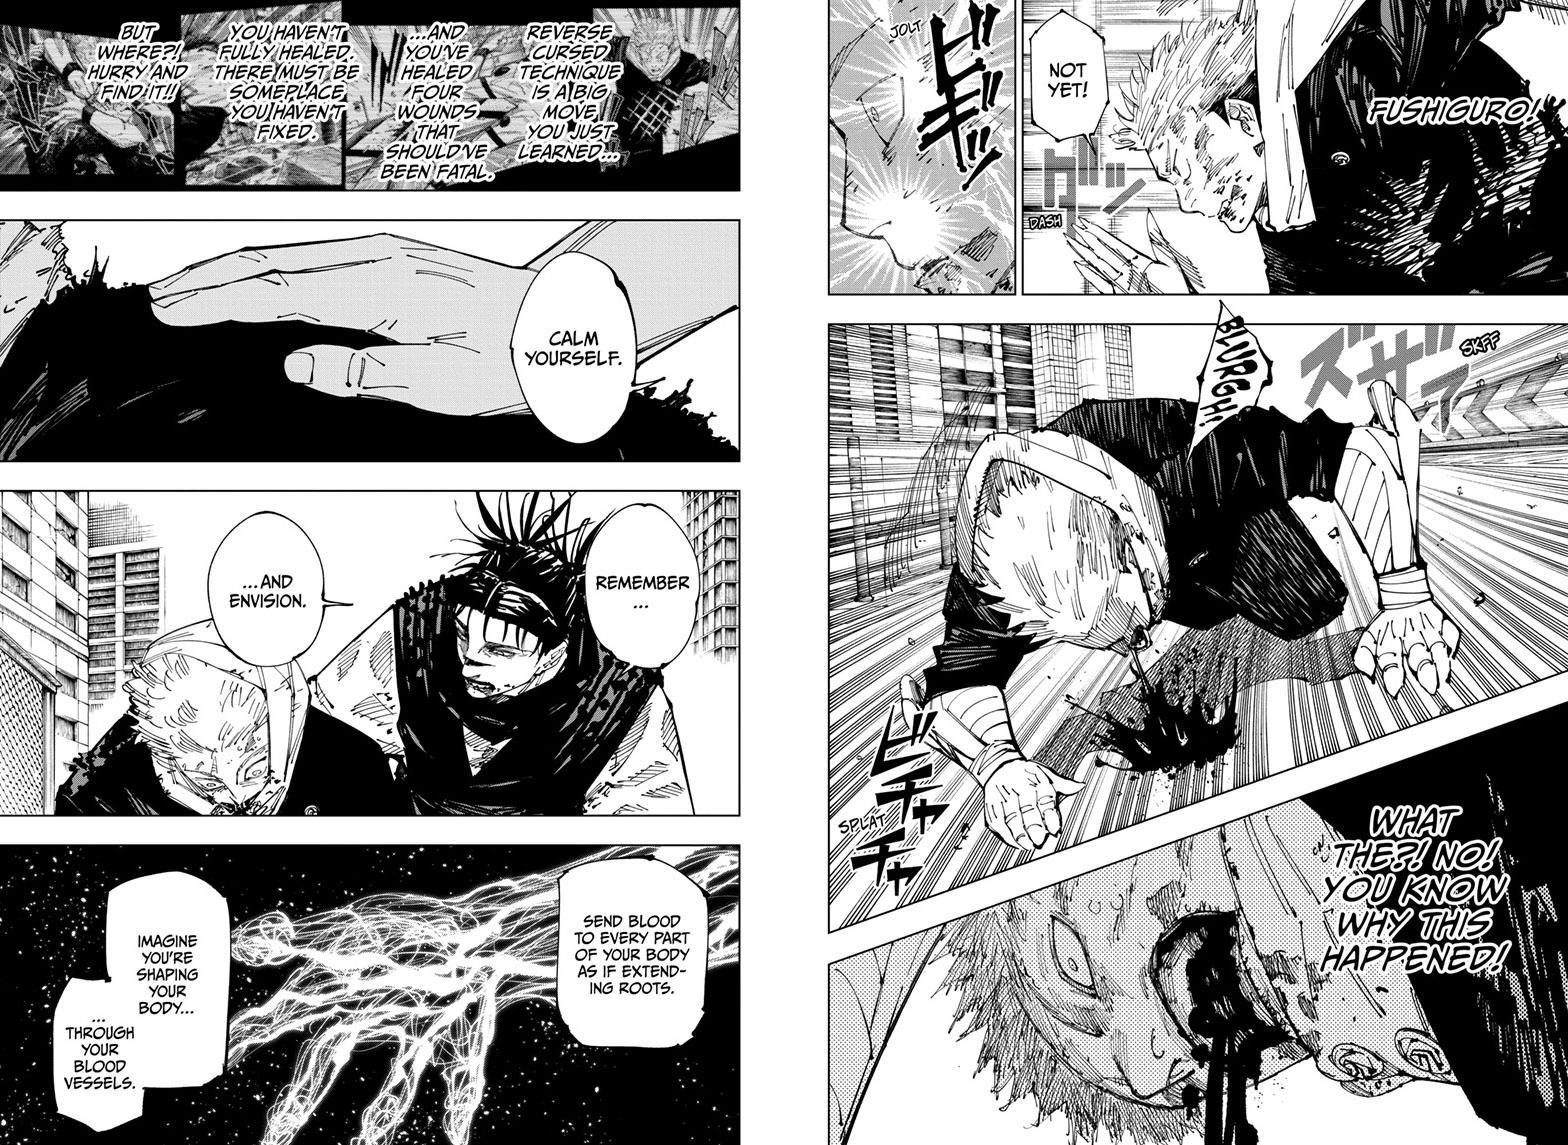 FUSHIGURO!
NOT
YET!
ダンッ
DASH
JOLT
ビキッ
BLURGH!
ズザァ
SKFF
ビチャチャ
SPLAT
WHAT
THE?! NO!
YOU KNOW
WHY THIS
HAPPENED!
REVERSE
CURSED
TECHNIQUE
IS A BIG
MOVE
YOU JUST
LEARNED...
...AND
YOU'VE
HEALED
FOUR
WOUNDS
THAT
SHOULD'VE
BEEN FATAL.
YOU HAVEN'T
FULLY HEALED.
THERE MUST BE
SOMEPLACE
YOU HAVEN'T
FIXED.
BUT
WHERE?!
HURRY AND
FIND IT!!
CALM
YOURSELF.
REMEMBER
...
...AND
ENVISION.
SEND BLOOD
TO EVERY PART
OF YOUR BODY
AS IF EXTEND-
ING ROOTS.
IMAGINE
YOU'RE
SHAPING
YOUR
BODY...
...
THROUGH
YOUR
BLOOD
VESSELS.